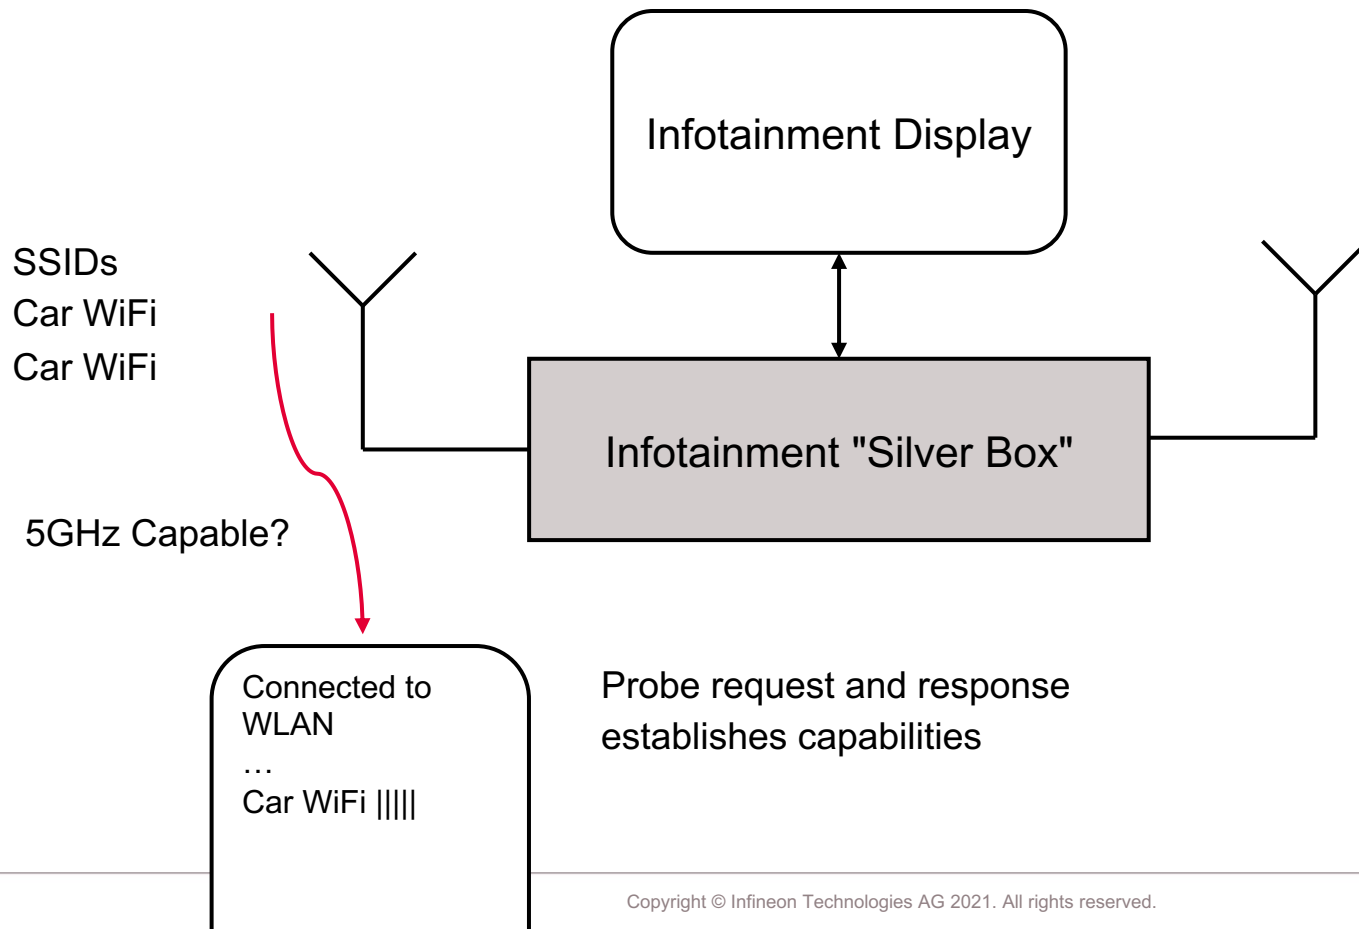 Infotainment Display
SSIDs
Car WiFi
Car WiFi
Infotainment "Silver Box"
5GHz Capable?
Connected to
WLAN
…
Car WiFi |||||
Probe request and response
establishes capabilities
Copyright © Infineon Technologies AG 2021. All rights reserved.